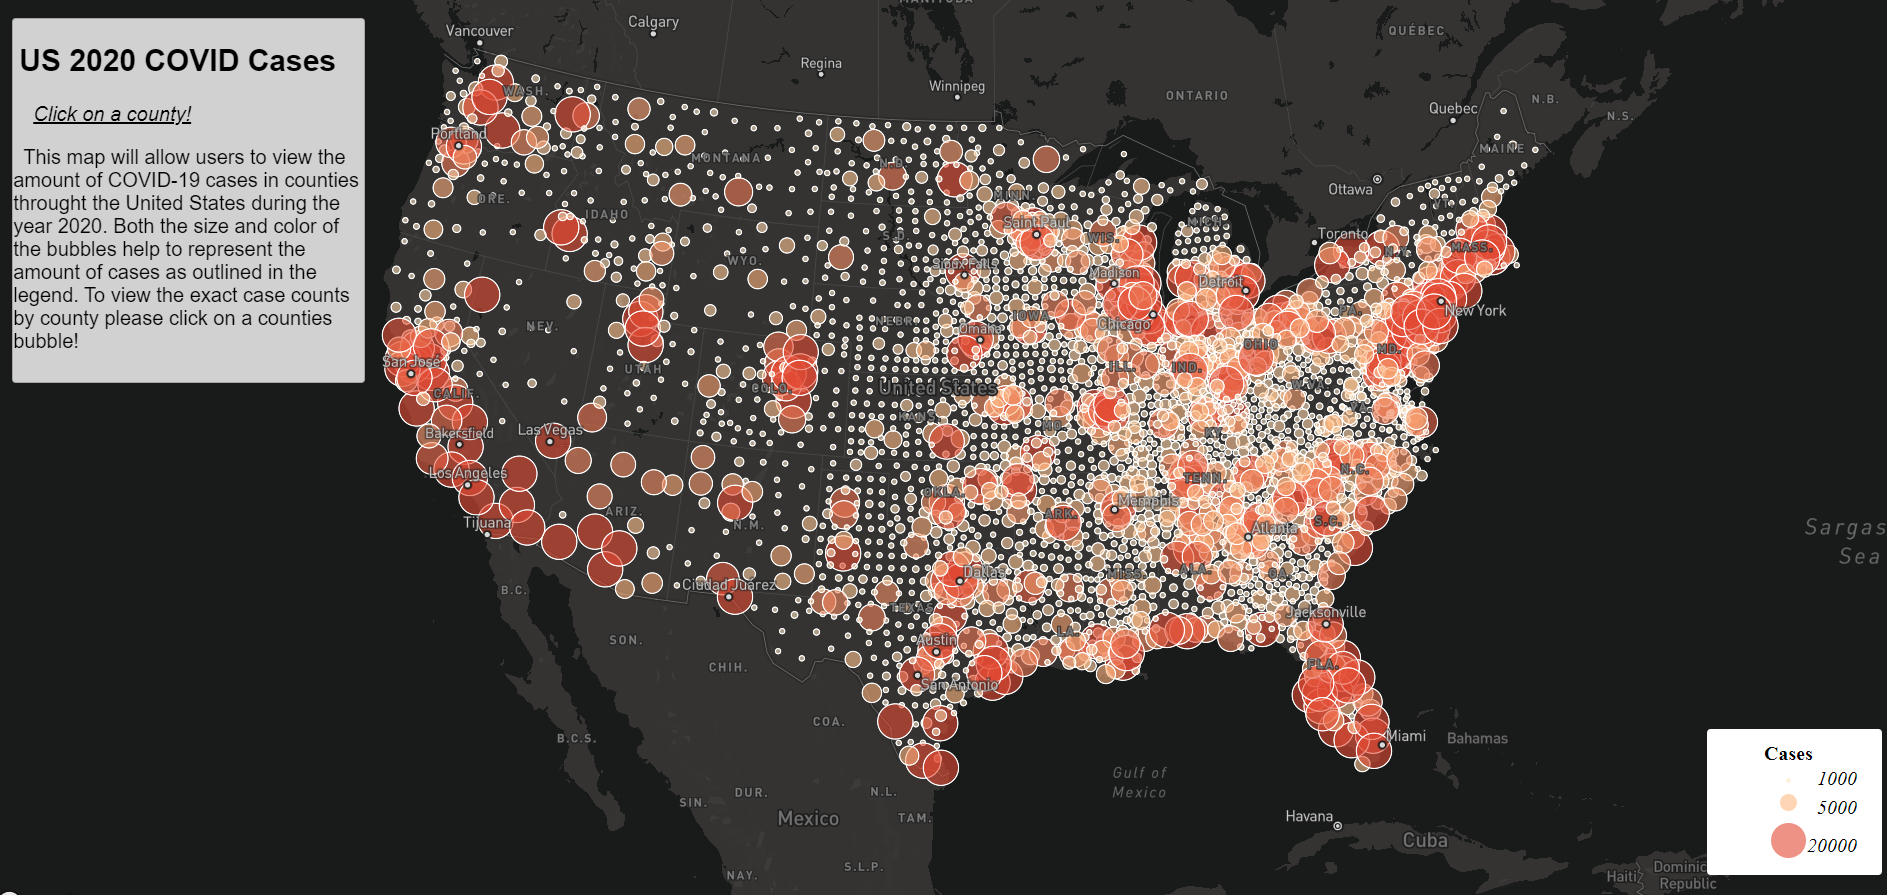 US 2020 COVID Cases
Click on a county!
This map will allow users to view the
amount of COVID-19 cases in counties
throught the United States during the
year 2020. Both the size and color of
the bubbles help to represent the
amount of cases as outlined in the
legend. To view the exact case counts
by county please click on a counties
bubble!
MANITOBA
Vancouver
Calgary
Regina
Winnipeg
ONTARIO
QUÉBEC
Quebec
N.B.
N.S.
MAINE
Ottawa
Toronto
WASH.
Portland
ORE.
IDAHO
MONTANA
N.D.
S.D.
MINN.
Saint Paul
WIS.
MICH.
VT.
MASS.
N.Y.
WYO.
Sioux Falls
Madison
Detroit
New York
PA.
NEV.
UTAH
NEBR.
Omaha
IOWA
Chicago
OHIO
MD.
San José
CALIF.
COLO.
United States
ILL.
IND.
W.VA.
VA.
KANS.
MO.
KY.
Bakersfield
Las Vegas
Los Angeles
Tijuana
ARIZ.
N.M.
OKLA.
ARK.
Memphis
TENN.
N.C.
S.C.
Atlanta
Dallas
MISS.
ALA.
GA.
Ciudad Juárez
TEXAS
Austin
San Antonio
LA.
Jacksonville
FLA.
Miami
B.C.
SON.
CHIH.
COA.
B.C.S.
SIN.
DUR.
N.L.
TAM.
Mexico
S.L.P.
NAY.
Gulf of
Mexico
Bahamas
Havana
Cuba
Haiti
Dominic
Republic
Sargas
Sea
Cases
1000
5000
20000